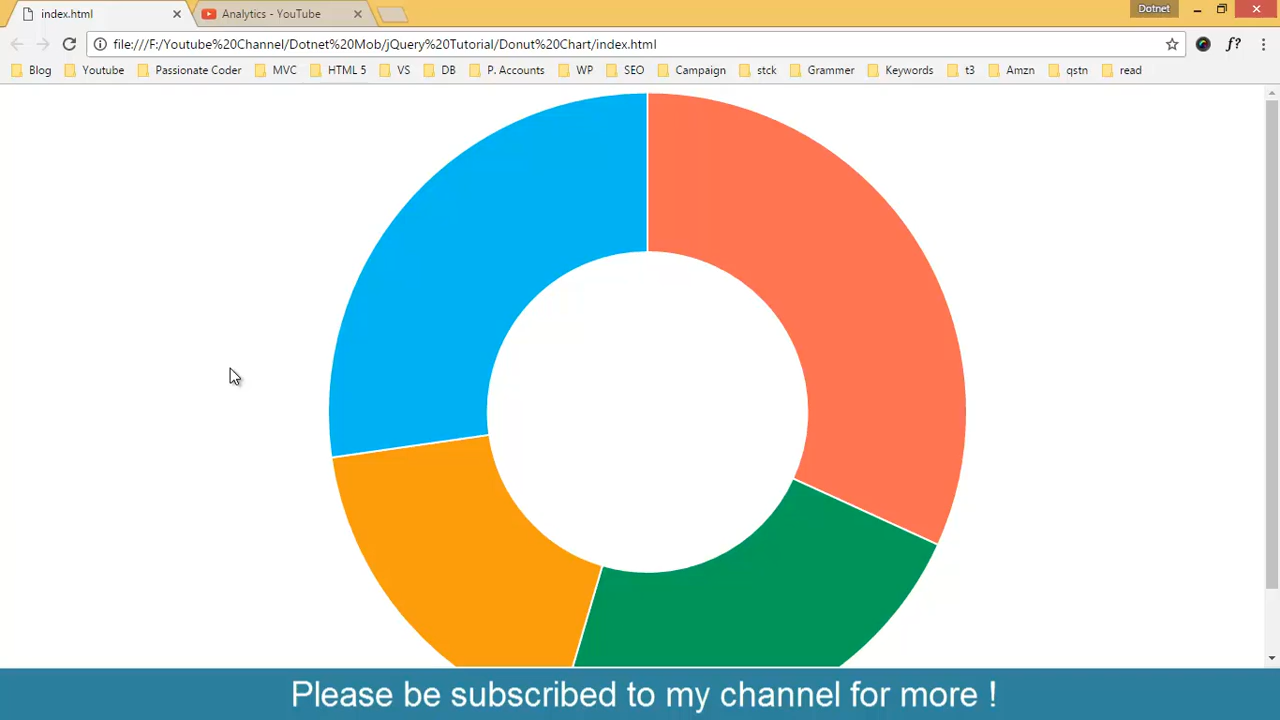 index.html
Analytics - YouTube
Dotnet
file:///F:/Youtube%20Channel/Dotnet%20Mob/jQuery%20Tutorial/Donut%20Chart/index.html
f?
Blog Youtube Passionate Coder MVC HTML 5 VS DB P. Accounts WP SEO Campaign stck Grammer Keywords t3 Amzn qstn read
Please be subscribed to my channel for more !